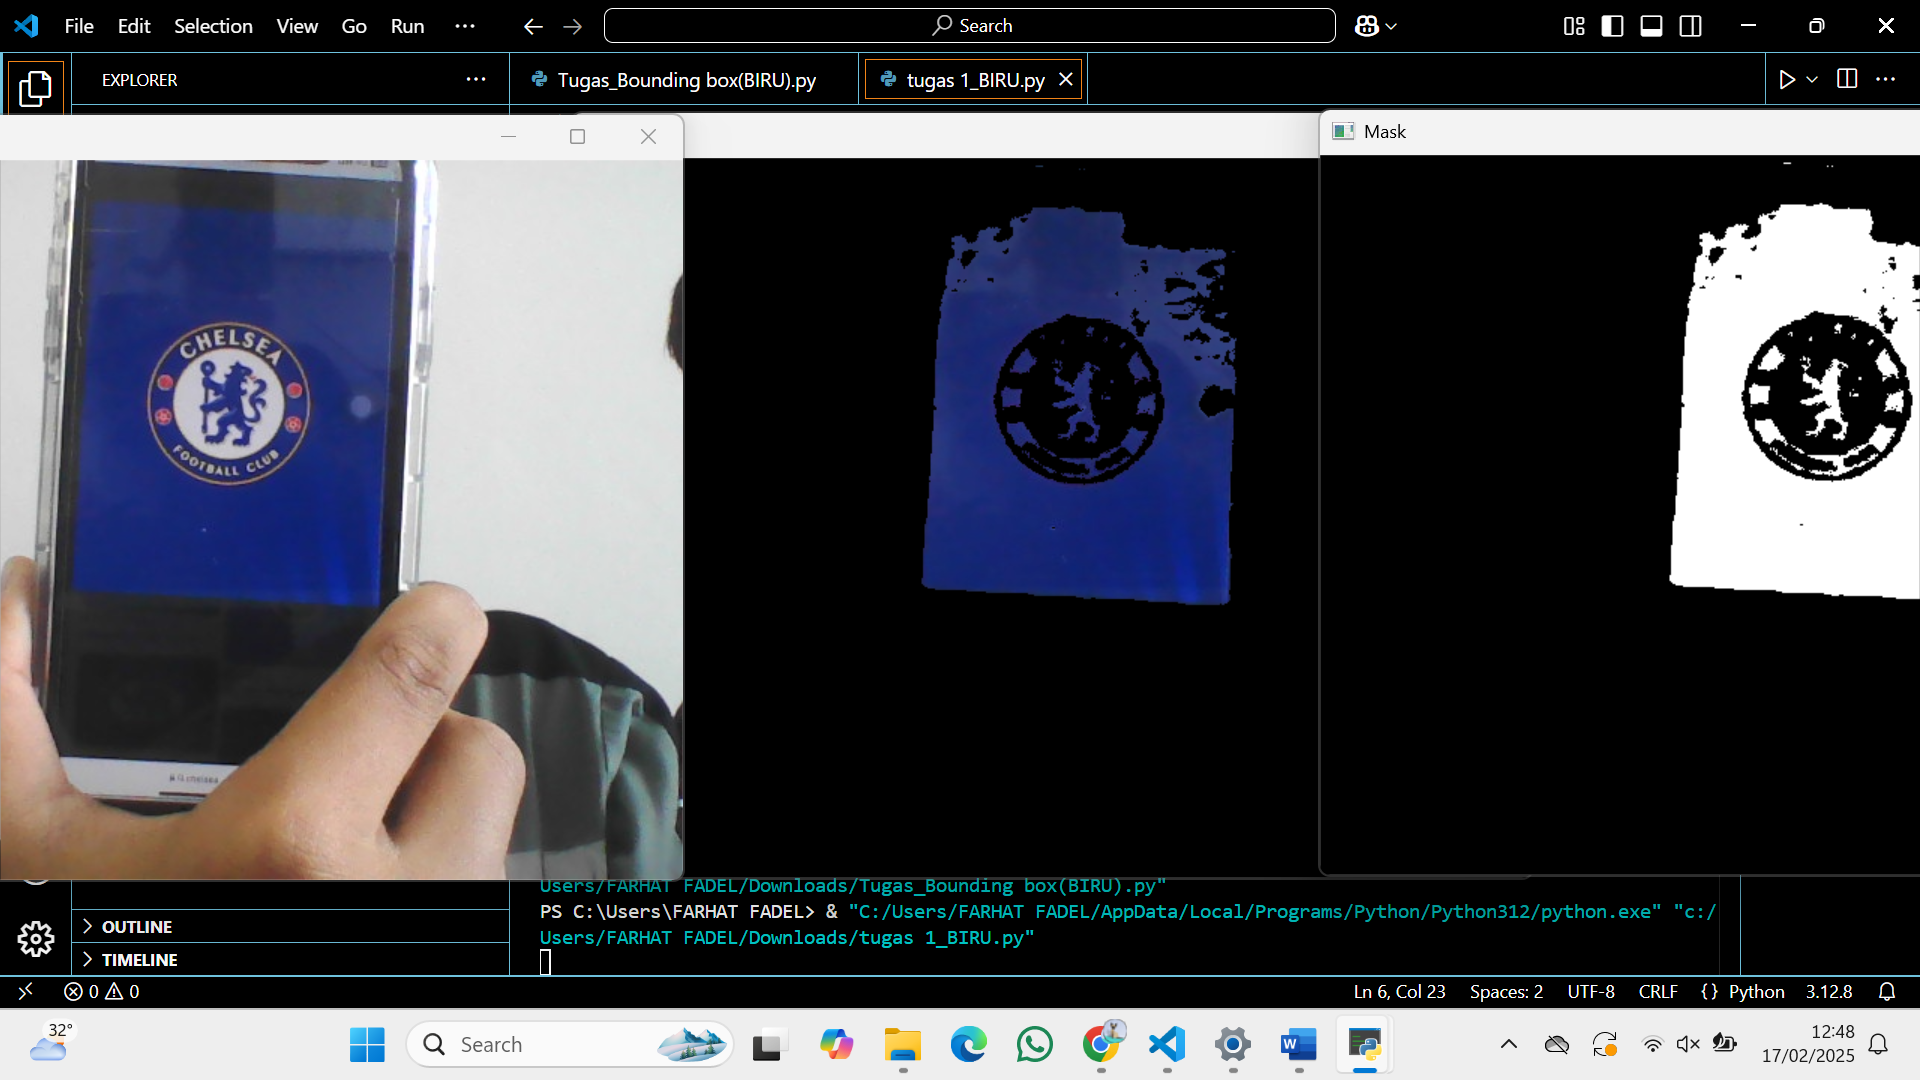 File Edit Selection View Go Run ... Search
EXPLORER ... Tugas_Bounding box(BIRU).py tugas 1_BIRU.py
Mask
CHELSEA
FOOTBALL CLUB
Users/FARHAT FADEL/Downloads/Tugas_Bounding box(BIRU).py"
PS C:\Users\FARHAT FADEL> & "C:/Users/FARHAT FADEL/AppData/Local/Programs/Python/Python312/python.exe" "c:/
Users/FARHAT FADEL/Downloads/tugas 1_BIRU.py"
OUTLINE
TIMELINE
0 0 Ln 6, Col 23 Spaces: 2 UTF-8 CRLF {} Python 3.12.8
32°
Search
12:48
17/02/2025